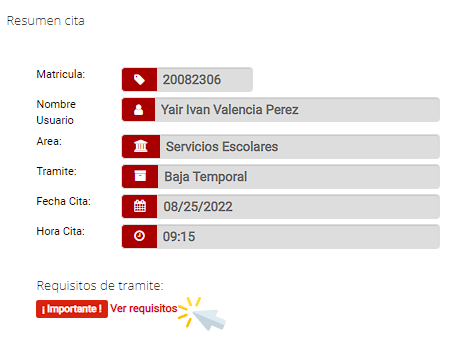 Resumen cita
Matricula: 20082306
Nombre Usuario Yair Ivan Valencia Perez
Area: Servicios Escolares
Tramite: Baja Temporal
Fecha Cita: 08/25/2022
Hora Cita: 09:15
Requisitos de tramite:
¡ Importante ! Ver requisitos